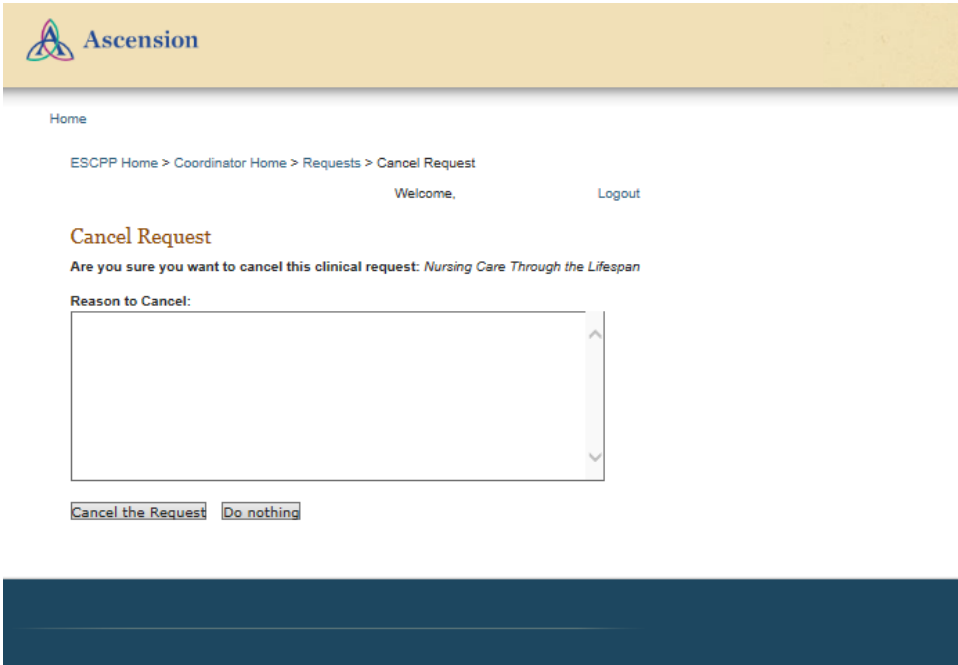 Ascension
Home
ESCPP Home > Coordinator Home > Requests > Cancel Request
Welcome, Logout
Cancel Request
Are you sure you want to cancel this clinical request: Nursing Care Through the Lifespan
Reason to Cancel:
Cancel the Request Do nothing